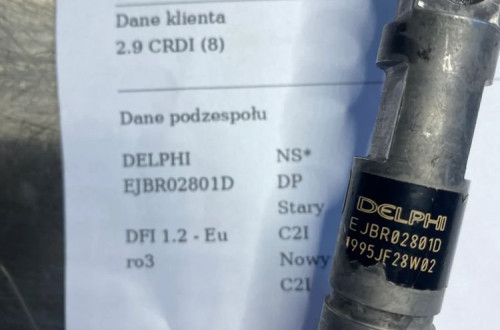 Dane klienta
2.9 CRDI (8)
Dane podzespołu
DELPHI NS*
EJBR02801D DP
Stary
DFI 1.2 - Eu C2I
ro3 Nowy
C2I
DELPHI
EJBR02801D
995JF28W02